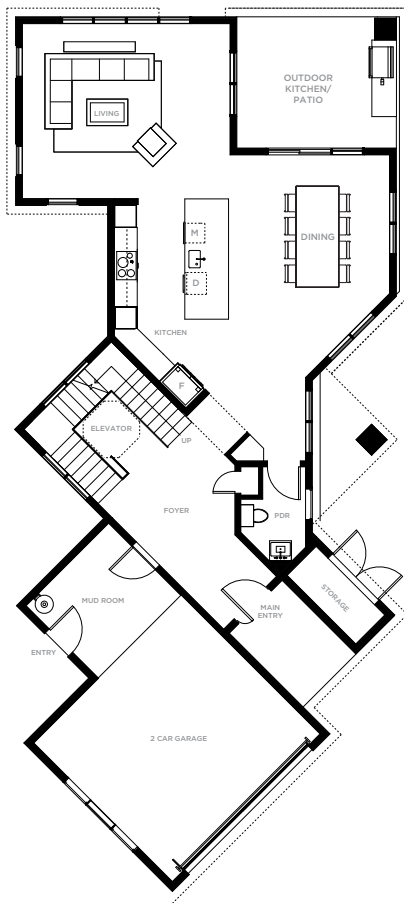 OUTDOOR
KITCHEN/
PATIO
LIVING
M
DINING
D
KITCHEN
F
ELEVATOR
UP
FOYER
PDR
MUD ROOM
STORAGE
MAIN
ENTRY
ENTRY
2 CAR GARAGE